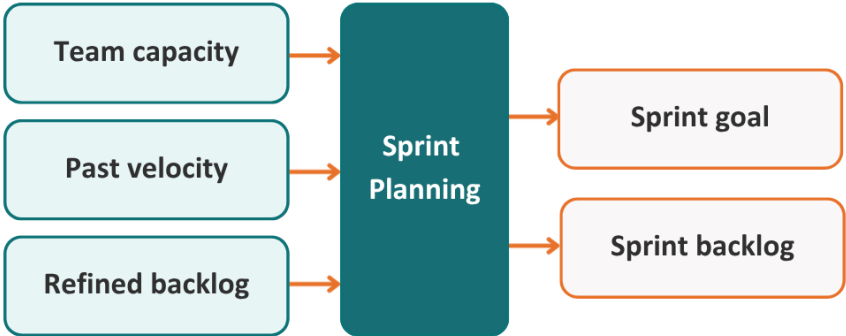 Team capacity
Past velocity
Refined backlog
Sprint
Planning
Sprint goal
Sprint backlog